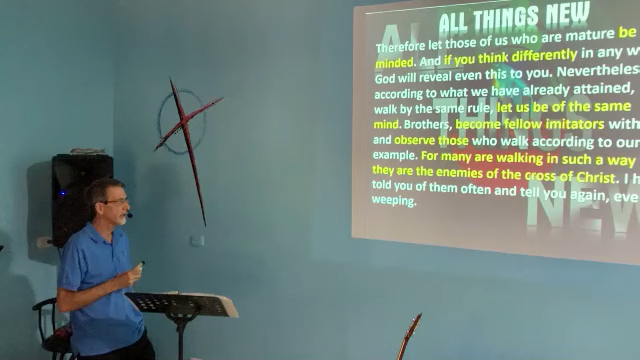 ALL THINGS NEW
Therefore let those of us who are mature be
minded. And if you think differently in any w
God will reveal even this to you. Nevertheles
according to what we have already attained,
walk by the same rule, let us be of the same
mind. Brothers, become fellow imitators with
and observe those who walk according to our
example. For many are walking in such a way
they are the enemies of the cross of Christ. I h
told you of them often and tell you again, eve
weeping.
ALL
THINGS
NEW